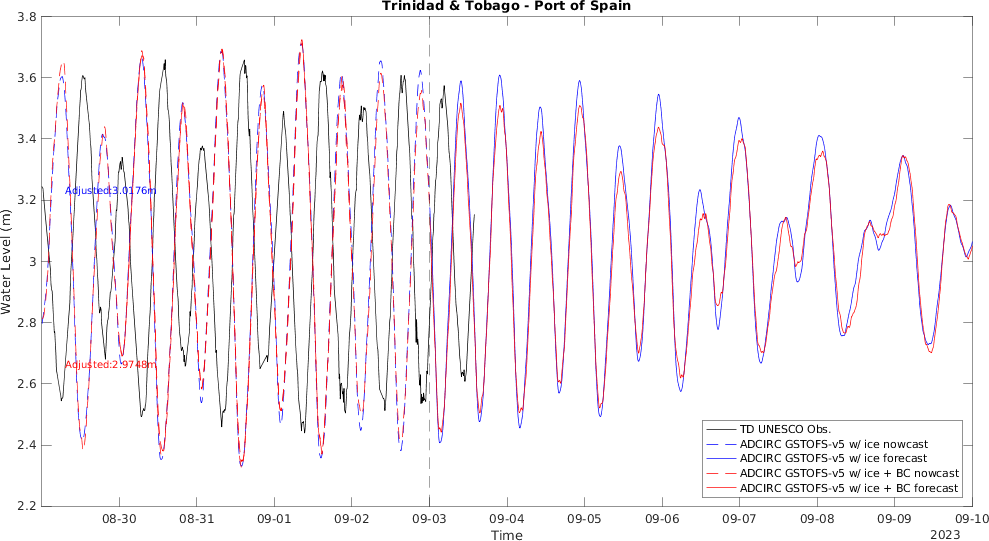 Trinidad & Tobago - Port of Spain
3.8
3.6
3.4
3.2
3
2.8
2.6
2.4
2.2
Water Level (m)
Adjusted:3.0176m
Adjusted:2.9748m
TD UNESCO Obs.
ADCIRC GSTOFS-v5 w/ ice nowcast
ADCIRC GSTOFS-v5 w/ ice forecast
ADCIRC GSTOFS-v5 w/ ice + BC nowcast
ADCIRC GSTOFS-v5 w/ ice + BC forecast
08-30 08-31 09-01 09-02 09-03 09-04 09-05 09-06 09-07 09-08 09-09 09-10
Time
2023